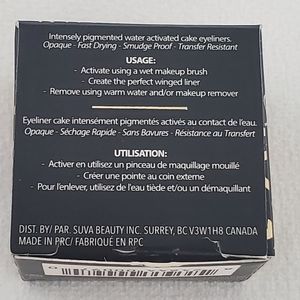 Intensely pigmented water activated cake eyeliners.
Opaque - Fast Drying - Smudge Proof - Transfer Resistant
USAGE:
- Activate using a wet makeup brush
- Create the perfect winged liner
- Remove using warm water and/or makeup remover
Eyeliner cake intensément pigmentés activés au contact de l'eau.
Opaque - Séchage Rapide - Sans Bavures - Résistance au Transfert
UTILISATION:
- Activer en utilisant un pinceau de maquillage mouillé
- Créer une pointe au coin externe
- Pour l'enlever, utilisez de l'eau tiède et/ou un démaquillant
DIST. BY/ PAR. SUVA BEAUTY INC. SURREY, BC V3W1H8 CANADA
MADE IN PRC/ FABRIQUÉ EN RPC